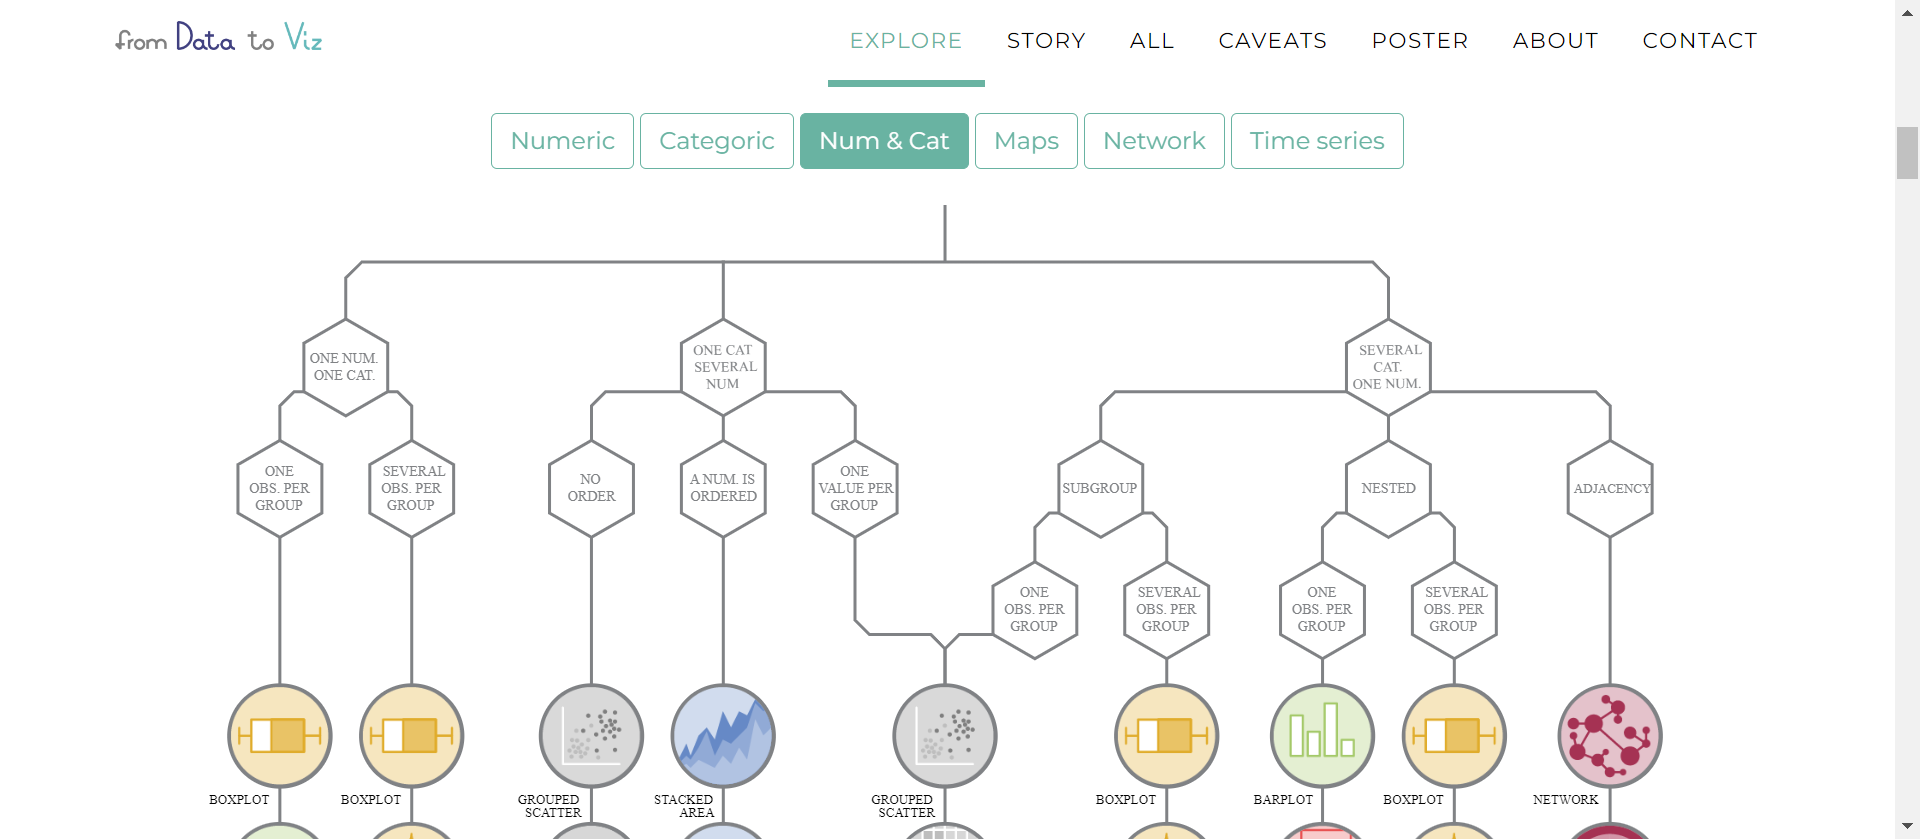 from Data to Viz
EXPLORE
STORY
ALL
CAVEATS
POSTER
ABOUT
CONTACT
Numeric
Categoric
Num & Cat
Maps
Network
Time series
ONE NUM.
ONE CAT.
ONE CAT
SEVERAL
NUM
SEVERAL
CAT.
ONE NUM.
ONE
OBS. PER
GROUP
SEVERAL
OBS. PER
GROUP
NO
ORDER
A NUM. IS
ORDERED
ONE
VALUE PER
GROUP
SUBGROUP
NESTED
ADJACENCY
ONE
OBS. PER
GROUP
SEVERAL
OBS. PER
GROUP
ONE
OBS. PER
GROUP
SEVERAL
OBS. PER
GROUP
BOXPLOT
BOXPLOT
GROUPED
SCATTER
STACKED
AREA
GROUPED
SCATTER
BOXPLOT
BARPLOT
BOXPLOT
NETWORK